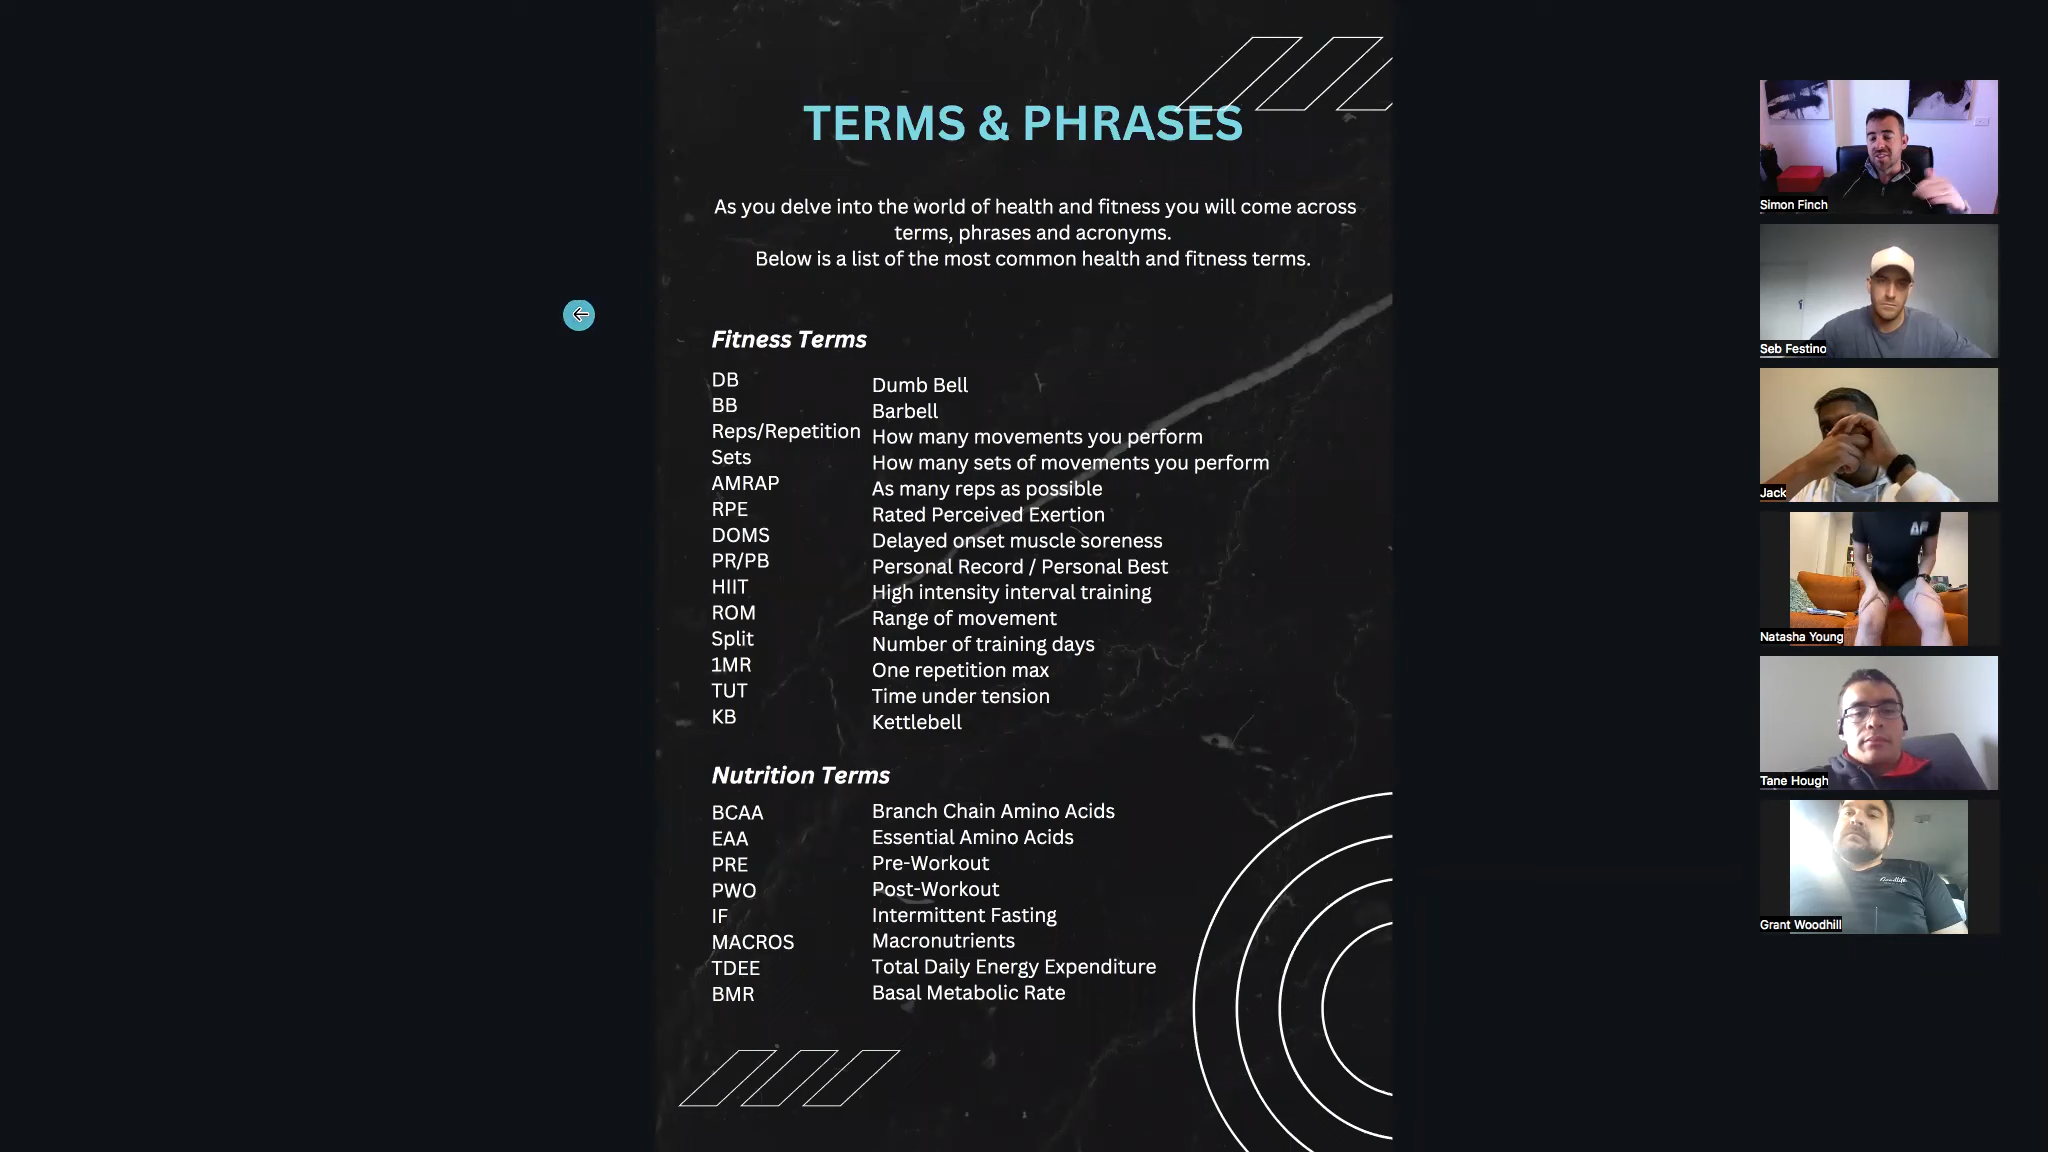 TERMS & PHRASES
As you delve into the world of health and fitness you will come across
terms, phrases and acronyms.
Below is a list of the most common health and fitness terms.
Fitness Terms
DB Dumb Bell
BB Barbell
Reps/Repetition How many movements you perform
Sets How many sets of movements you perform
AMRAP As many reps as possible
RPE Rated Perceived Exertion
DOMS Delayed onset muscle soreness
PR/PB Personal Record / Personal Best
HIIT High intensity interval training
ROM Range of movement
Split Number of training days
1MR One repetition max
TUT Time under tension
KB Kettlebell
Nutrition Terms
BCAA Branch Chain Amino Acids
EAA Essential Amino Acids
PRE Pre-Workout
PWO Post-Workout
IF Intermittent Fasting
MACROS Macronutrients
TDEE Total Daily Energy Expenditure
BMR Basal Metabolic Rate
Simon Finch
Seb Festino
Jack
Natasha Young
Tane Hough
Grant Woodhill